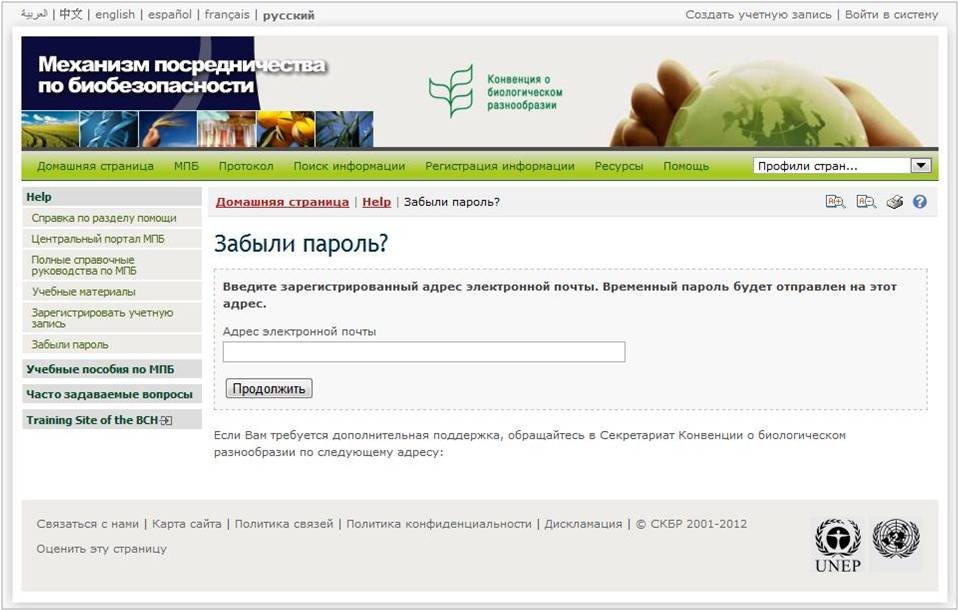 العربية | 中文 | english | español | français | русский
Создать учетную запись | Войти в систему
Механизм посредничества
по биобезопасности
Конвенция о
биологическом
разнообразии
Домашняя страница МПБ Протокол Поиск информации Регистрация информации Ресурсы Помощь Профили стран...
Help
Справка по разделу помощи
Центральный портал МПБ
Полные справочные
руководства по МПБ
Учебные материалы
Зарегистрировать учетную
запись
Забыли пароль
Учебные пособия по МПБ
Часто задаваемые вопросы
Training Site of the BCH
Домашняя страница | Help | Забыли пароль?
Забыли пароль?
Введите зарегистрированный адрес электронной почты. Временный пароль будет отправлен на этот
адрес.
Адрес электронной почты
Продолжить
Если Вам требуется дополнительная поддержка, обращайтесь в Секретариат Конвенции о биологическом
разнообразии по следующему адресу:
Связаться с нами | Карта сайта | Политика связей | Политика конфиденциальности | Дискламация | © СКБР 2001-2012
Оценить эту страницу
UNEP